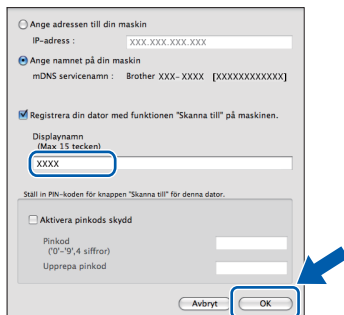 Ange adressen till din maskin
IP-adress : XXX.XXX.XXX.XXX
Ange namnet på din maskin
mDNS servicenamn : Brother XXX- XXXX [XXXXXXXXXXXX]
Registrera din dator med funktionen "Skanna till" på maskinen.
Displaynamn
(Max 15 tecken)
XXXX
Ställ in PIN-koden för knappen "Skanna till" för denna dator.
Aktivera pinkods skydd
Pinkod
('0'-'9',4 siffror)
Upprepa pinkod
Avbryt OK